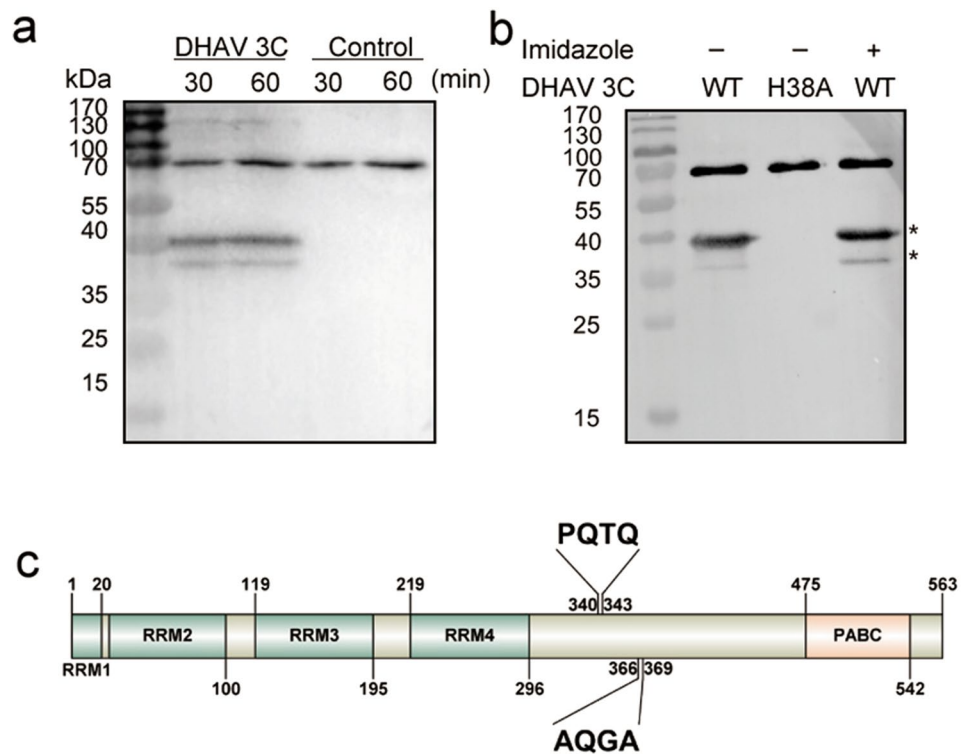 a
DHAV 3C Control
kDa 30 60 30 60 (min)
170
130
100
70
55
40
35
25
15
b
Imidazole – – +
DHAV 3C WT H38A WT
170
130
100
70
55
40
35
25
15
*
*
c
PQTQ
1 20 119 219 340 343 475 563
RRM2 RRM3 RRM4 PABC
RRM1 100 195 296 366 369 542
AQGA